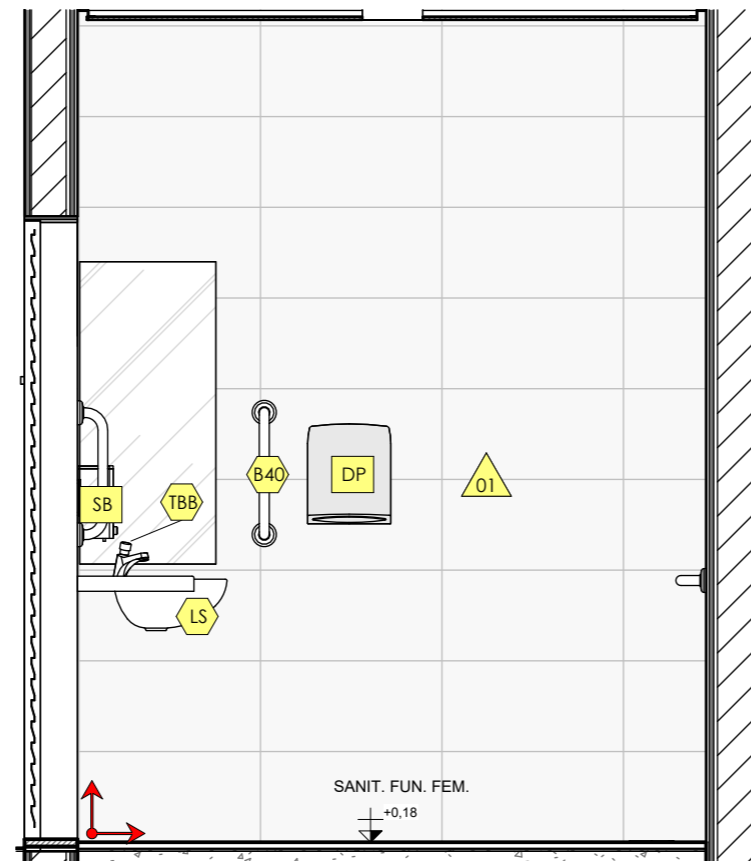 B40
DP
01
SB
TBB
LS
SANIT. FUN. FEM.
+0,18